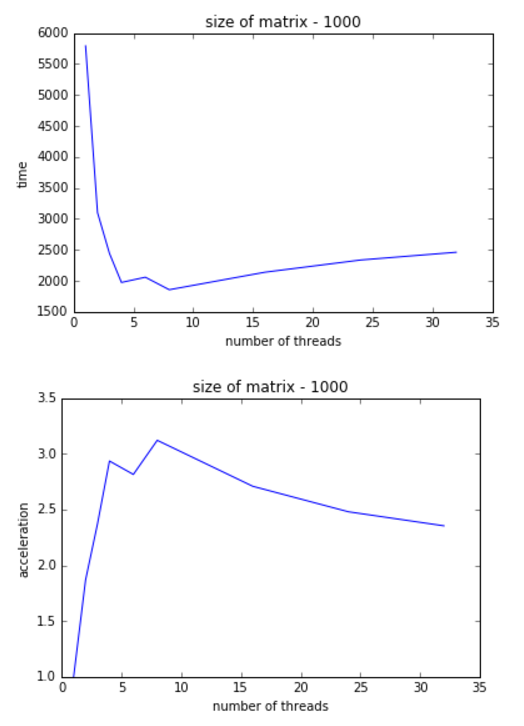 size of matrix - 1000
6000
5500
5000
4500
4000
3500
3000
2500
2000
1500
time
0 5 10 15 20 25 30 35
number of threads
size of matrix - 1000
3.5
3.0
2.5
2.0
1.5
1.0
acceleration
0 5 10 15 20 25 30 35
number of threads